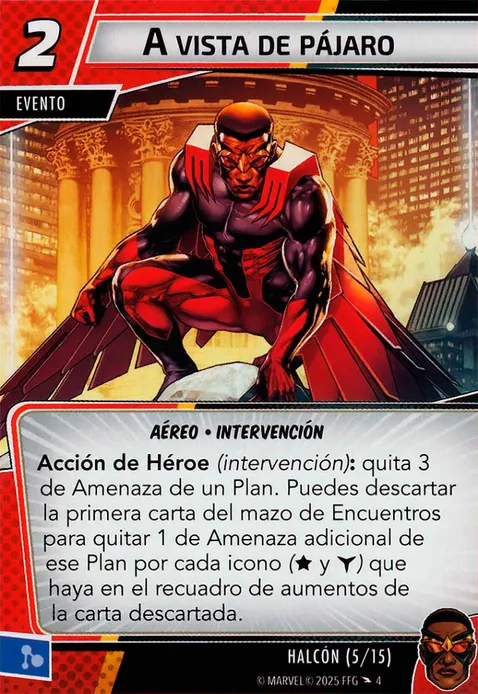 2
A VISTA DE PÁJARO
EVENTO
AÉREO • INTERVENCIÓN
Acción de Héroe (intervención): quita 3
de Amenaza de un Plan. Puedes descartar
la primera carta del mazo de Encuentros
para quitar 1 de Amenaza adicional de
ese Plan por cada icono (★ y ) que
haya en el recuadro de aumentos de
la carta descartada.
HALCÓN (5/15)
© MARVEL © 2025 FFG 4